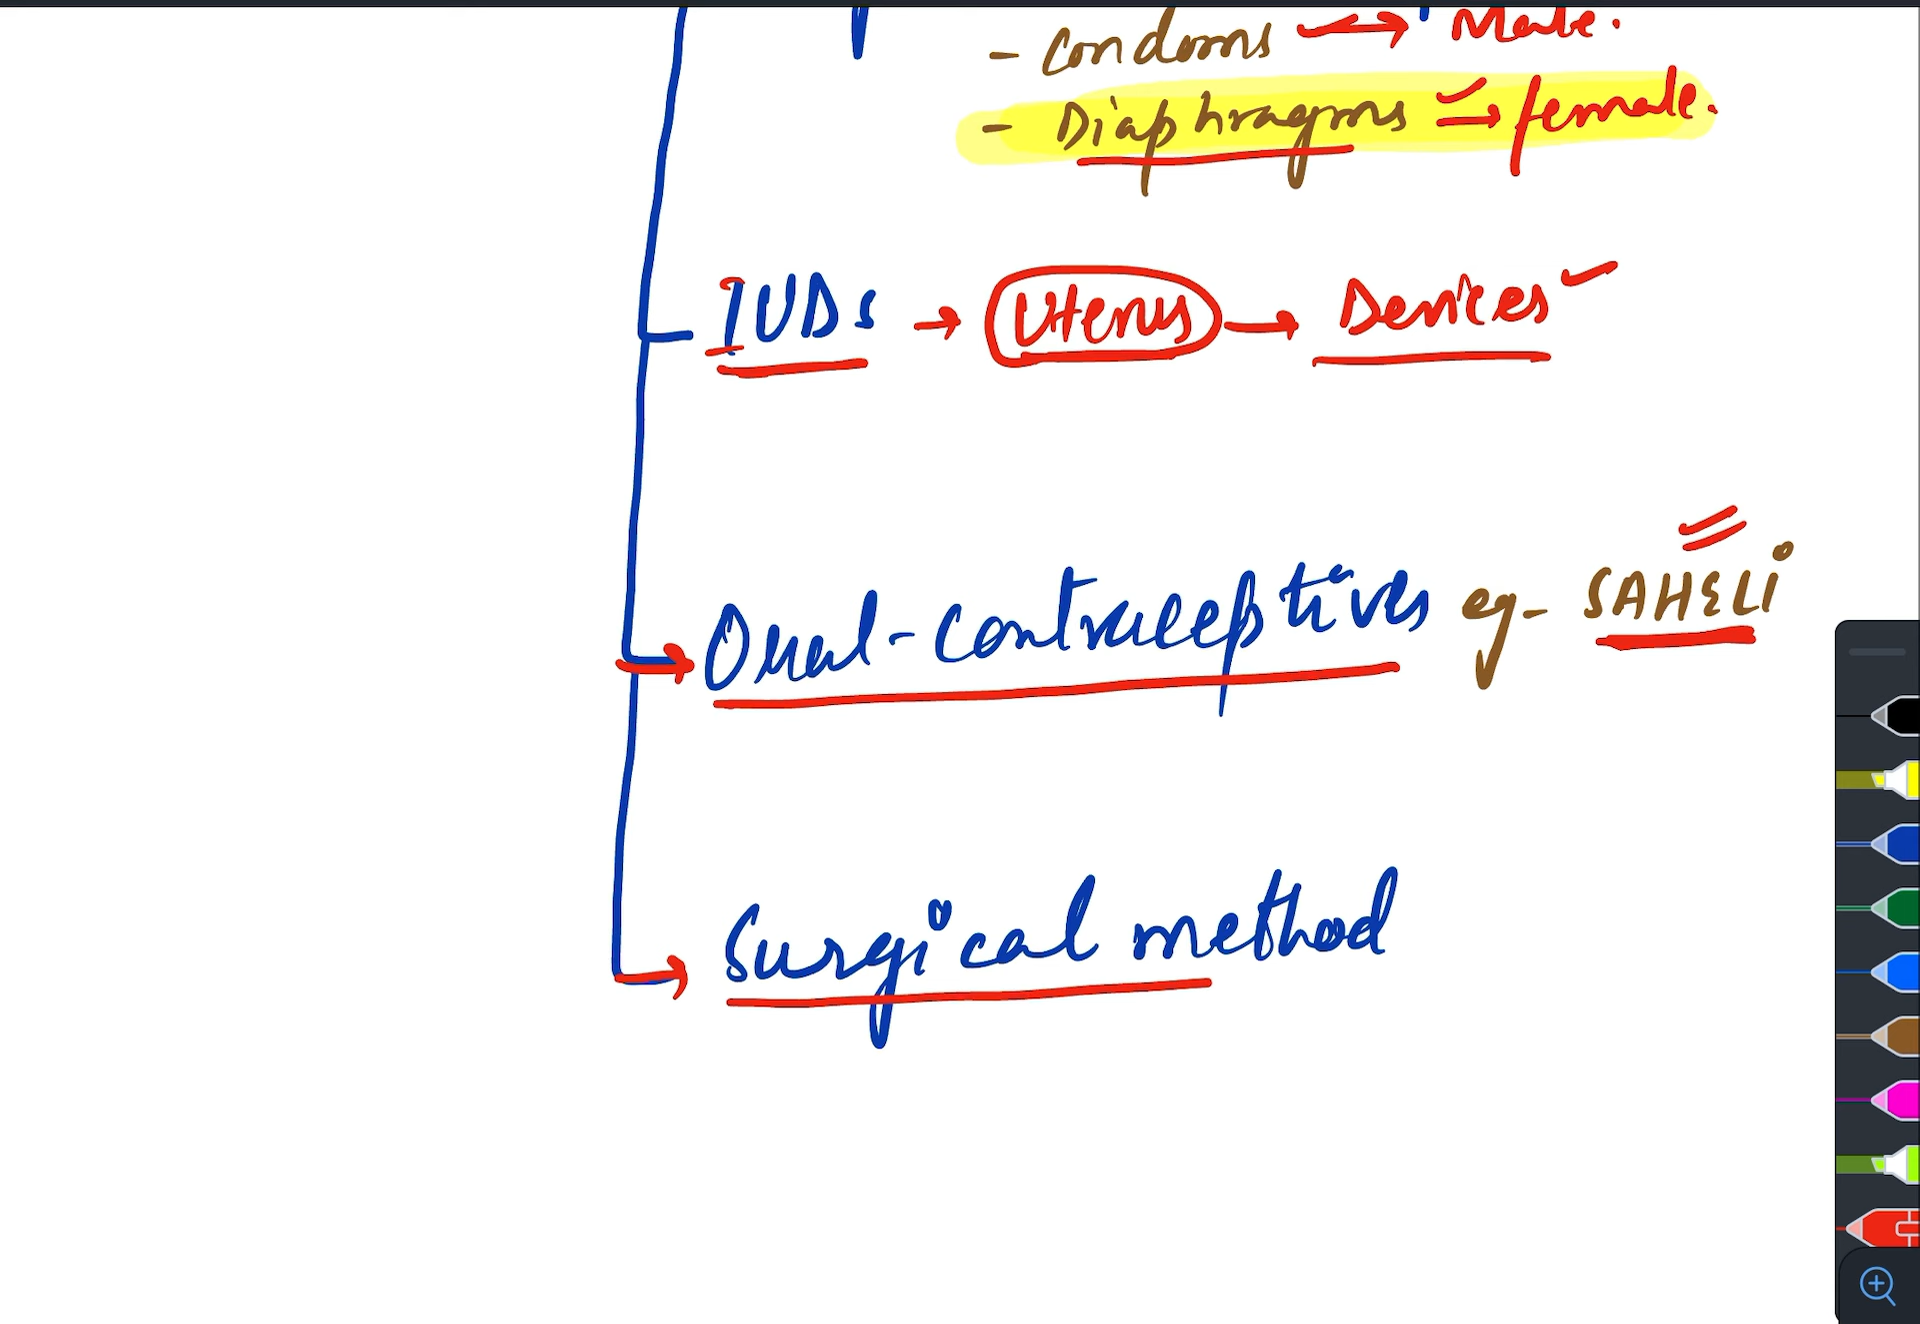 - Condoms → Male.
- Diaphragms → female.
IUDs → Uterus → Devices
Oral-contraceptives eg- SAHELI
Surgical method